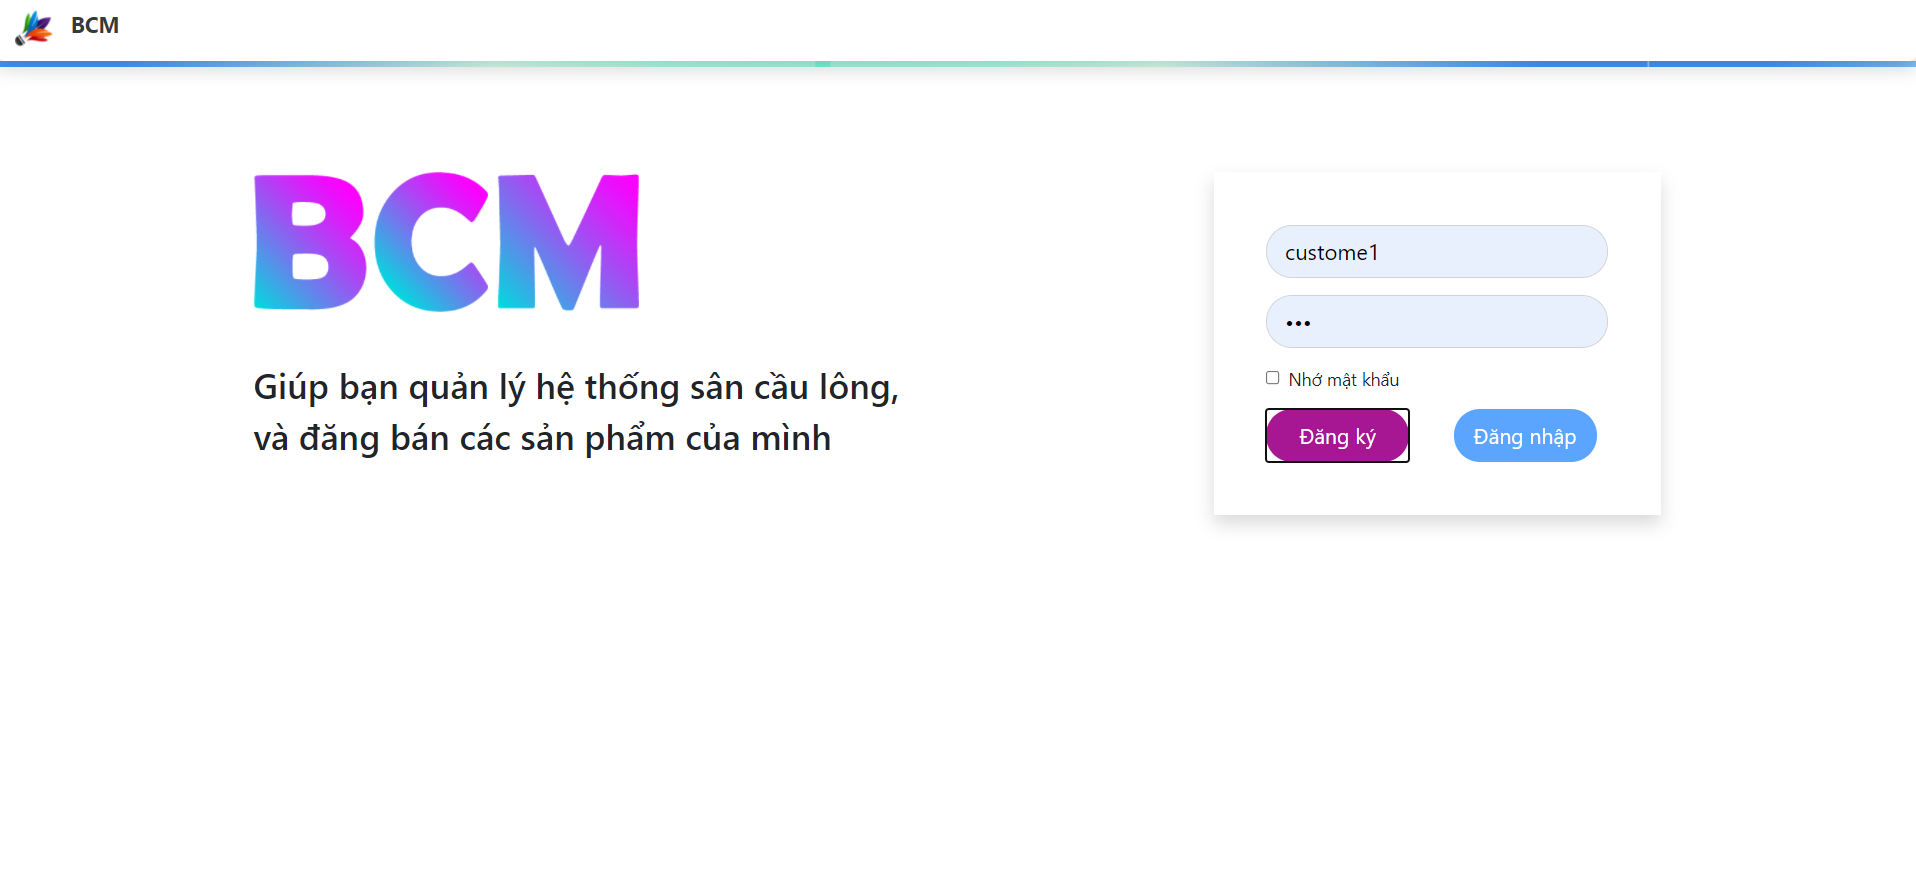 BCM
BCM
Giúp bạn quản lý hệ thống sân cầu lông,
và đăng bán các sản phẩm của mình
custome1
•••
Nhớ mật khẩu
Đăng ký
Đăng nhập